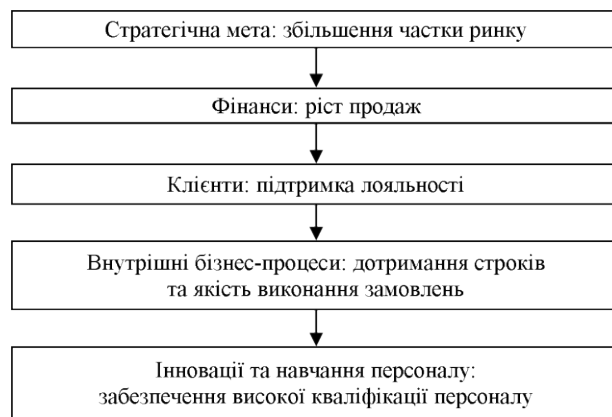 Стратегічна мета: збільшення частки ринку
Фінанси: ріст продаж
Клієнти: підтримка лояльності
Внутрішні бізнес-процеси: дотримання строків
та якість виконання замовлень
Інновації та навчання персоналу:
забезпечення високої кваліфікації персоналу